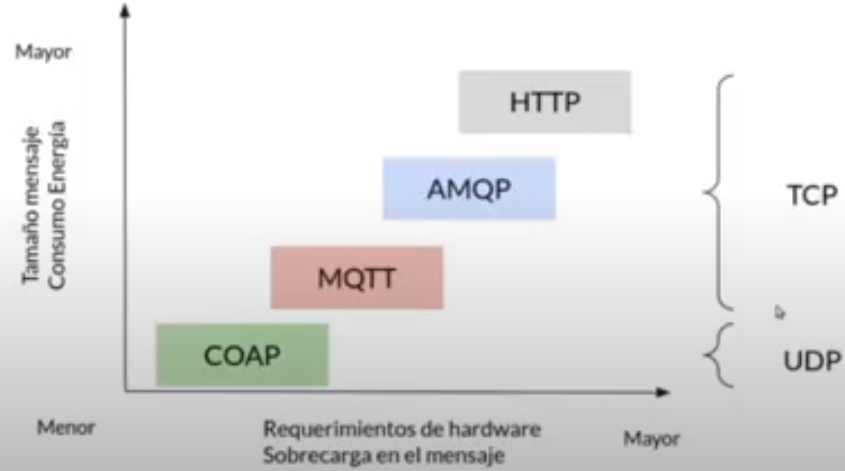 Mayor
HTTP
Tamaño mensaje
Consumo Energía
AMQP
TCP
MQTT
COAP
UDP
Menor
Requerimientos de hardware
Sobrecarga en el mensaje
Mayor